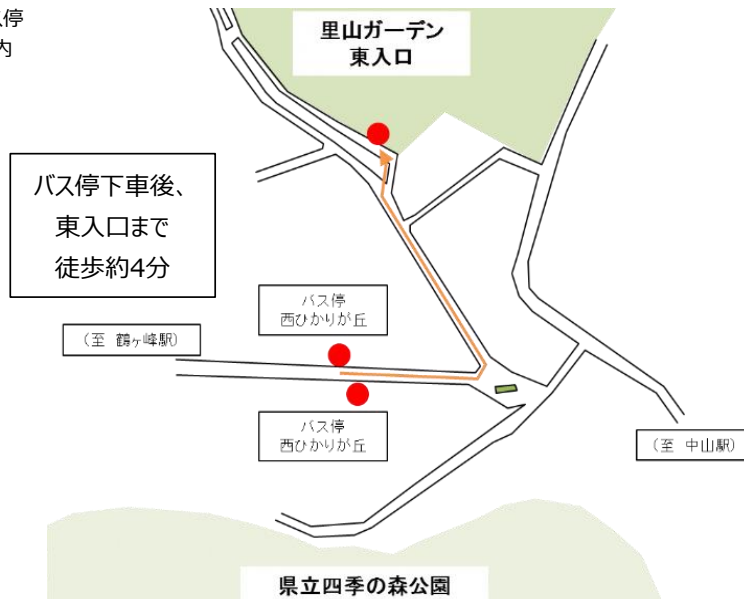 停
内
里山ガーデン
東入口
バス停下車後、
東入口まで
徒歩約4分
バス停
西ひかりが丘
(至 鶴ヶ峰駅)
バス停
西ひかりが丘
(至 中山駅)
県立四季の森公園